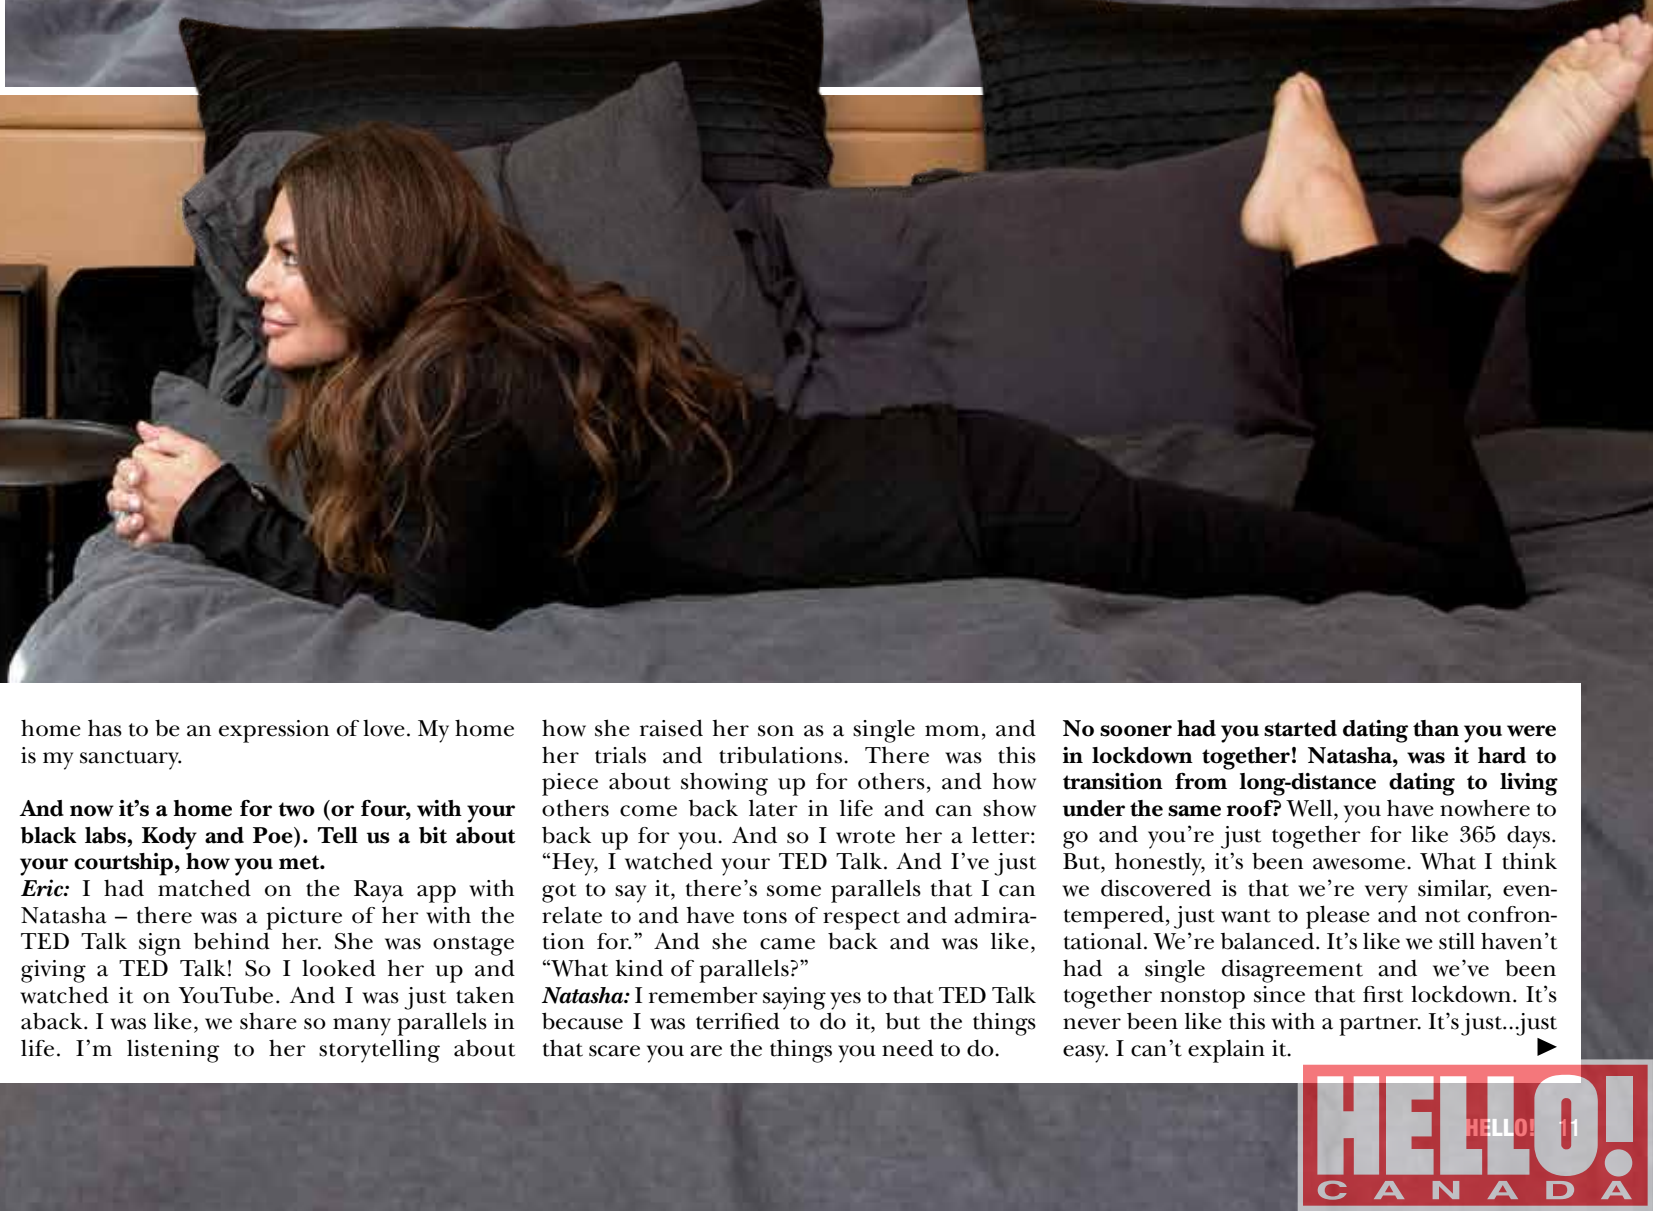 home has to be an expression of love. My home
is my sanctuary.
And now it’s a home for two (or four, with your
black labs, Kody and Poe). Tell us a bit about
your courtship, how you met.
Eric: I had matched on the Raya app with
Natasha – there was a picture of her with the
TED Talk sign behind her. She was onstage
giving a TED Talk! So I looked her up and
watched it on YouTube. And I was just taken
aback. I was like, we share so many parallels in
life. I’m listening to her storytelling about
how she raised her son as a single mom, and
her trials and tribulations. There was this
piece about showing up for others, and how
others come back later in life and can show
back up for you. And so I wrote her a letter:
“Hey, I watched your TED Talk. And I’ve just
got to say it, there’s some parallels that I can
relate to and have tons of respect and admira-
tion for.” And she came back and was like,
“What kind of parallels?”
Natasha: I remember saying yes to that TED Talk
because I was terrified to do it, but the things
that scare you are the things you need to do.
No sooner had you started dating than you were
in lockdown together! Natasha, was it hard to
transition from long-distance dating to living
under the same roof? Well, you have nowhere to
go and you’re just together for like 365 days.
But, honestly, it’s been awesome. What I think
we discovered is that we’re very similar, even-
tempered, just want to please and not confron-
tational. We’re balanced. It’s like we still haven’t
had a single disagreement and we’ve been
together nonstop since that first lockdown. It’s
never been like this with a partner. It’s just...just
easy. I can’t explain it.
HELLO! 11
HELLO!
CANADA